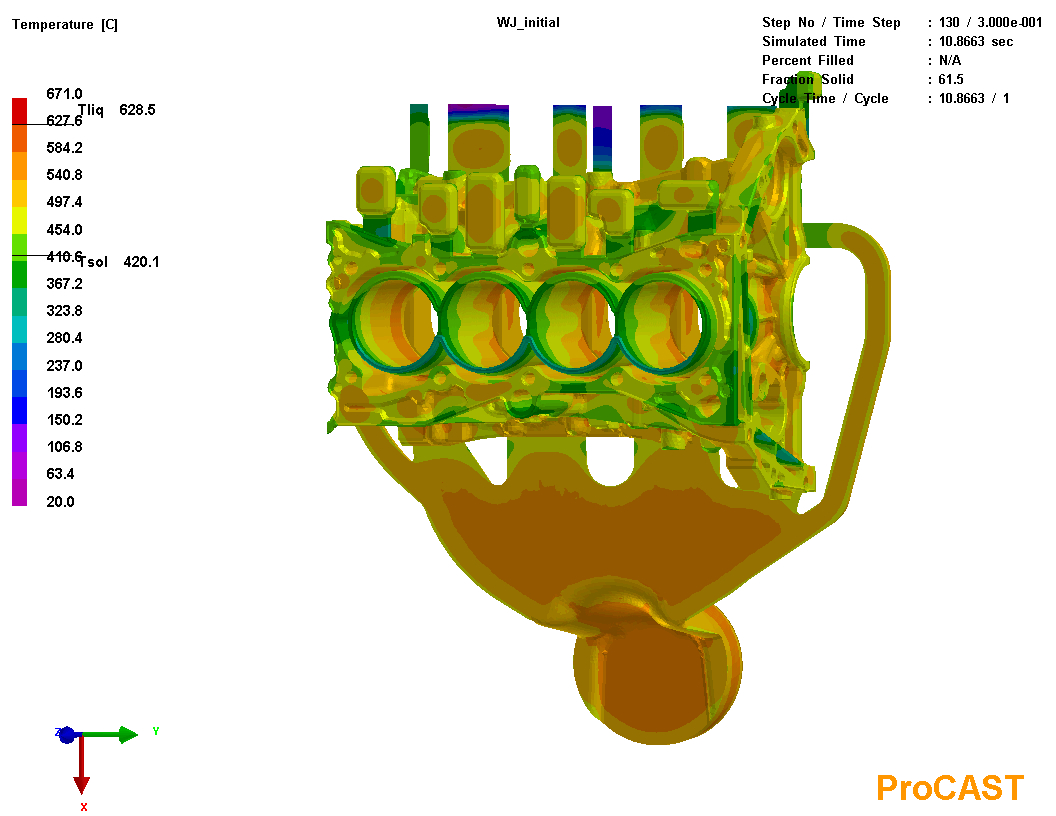 Temperature [C]
WJ_initial
Step No / Time Step : 130 / 3.000e-001
Simulated Time : 10.8663 sec
Percent Filled : N/A
Fraction Solid : 61.5
Cycle Time / Cycle : 10.8663 / 1
671.0
Tliq 628.5
627.6
584.2
540.8
497.4
454.0
410.6
Tsol 420.1
367.2
323.8
280.4
237.0
193.6
150.2
106.8
63.4
20.0
Z
Y
X
ProCAST